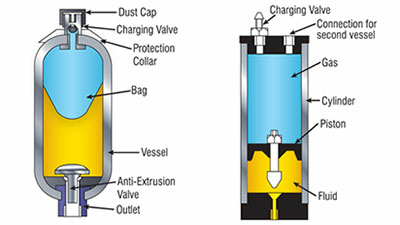 Dust Cap
Charging Valve
Protection
Collar
Bag
Vessel
Anti-Extrusion
Valve
Outlet
Charging Valve
Connection for
second vessel
Gas
Cylinder
Piston
Fluid